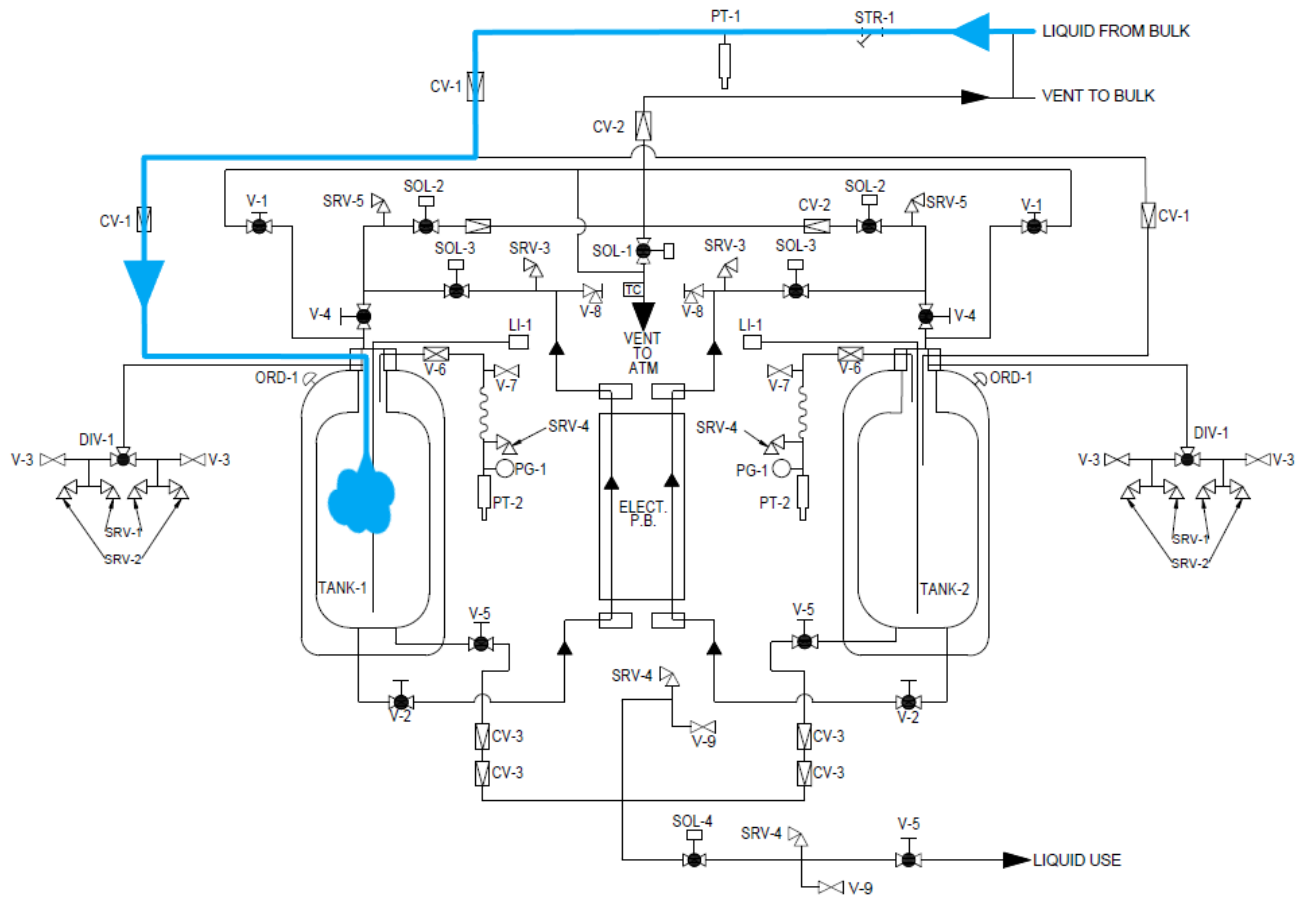 PT-1
STR-1
LIQUID FROM BULK
CV-1
VENT TO BULK
CV-2
V-1
SRV-5
SOL-2
SOL-2
SRV-5
V-1
CV-1
CV-2
CV-1
SOL-3
SRV-3
SOL-1
SRV-3
SOL-3
TC
V-4
V-8
V-8
V-4
LI-1
VENT
TO
ATM
LI-1
V-6
V-6
ORD-1
V-7
V-7
ORD-1
DIV-1
SRV-4
SRV-4
DIV-1
V-3
V-3
V-3
V-3
PG-1
PG-1
PT-2
ELECT.
P.B.
PT-2
SRV-1
SRV-2
SRV-1
SRV-2
TANK-1
TANK-2
V-5
V-5
SRV-4
V-2
V-2
V-9
CV-3
CV-3
CV-3
CV-3
SOL-4
SRV-4
V-5
LIQUID USE
V-9